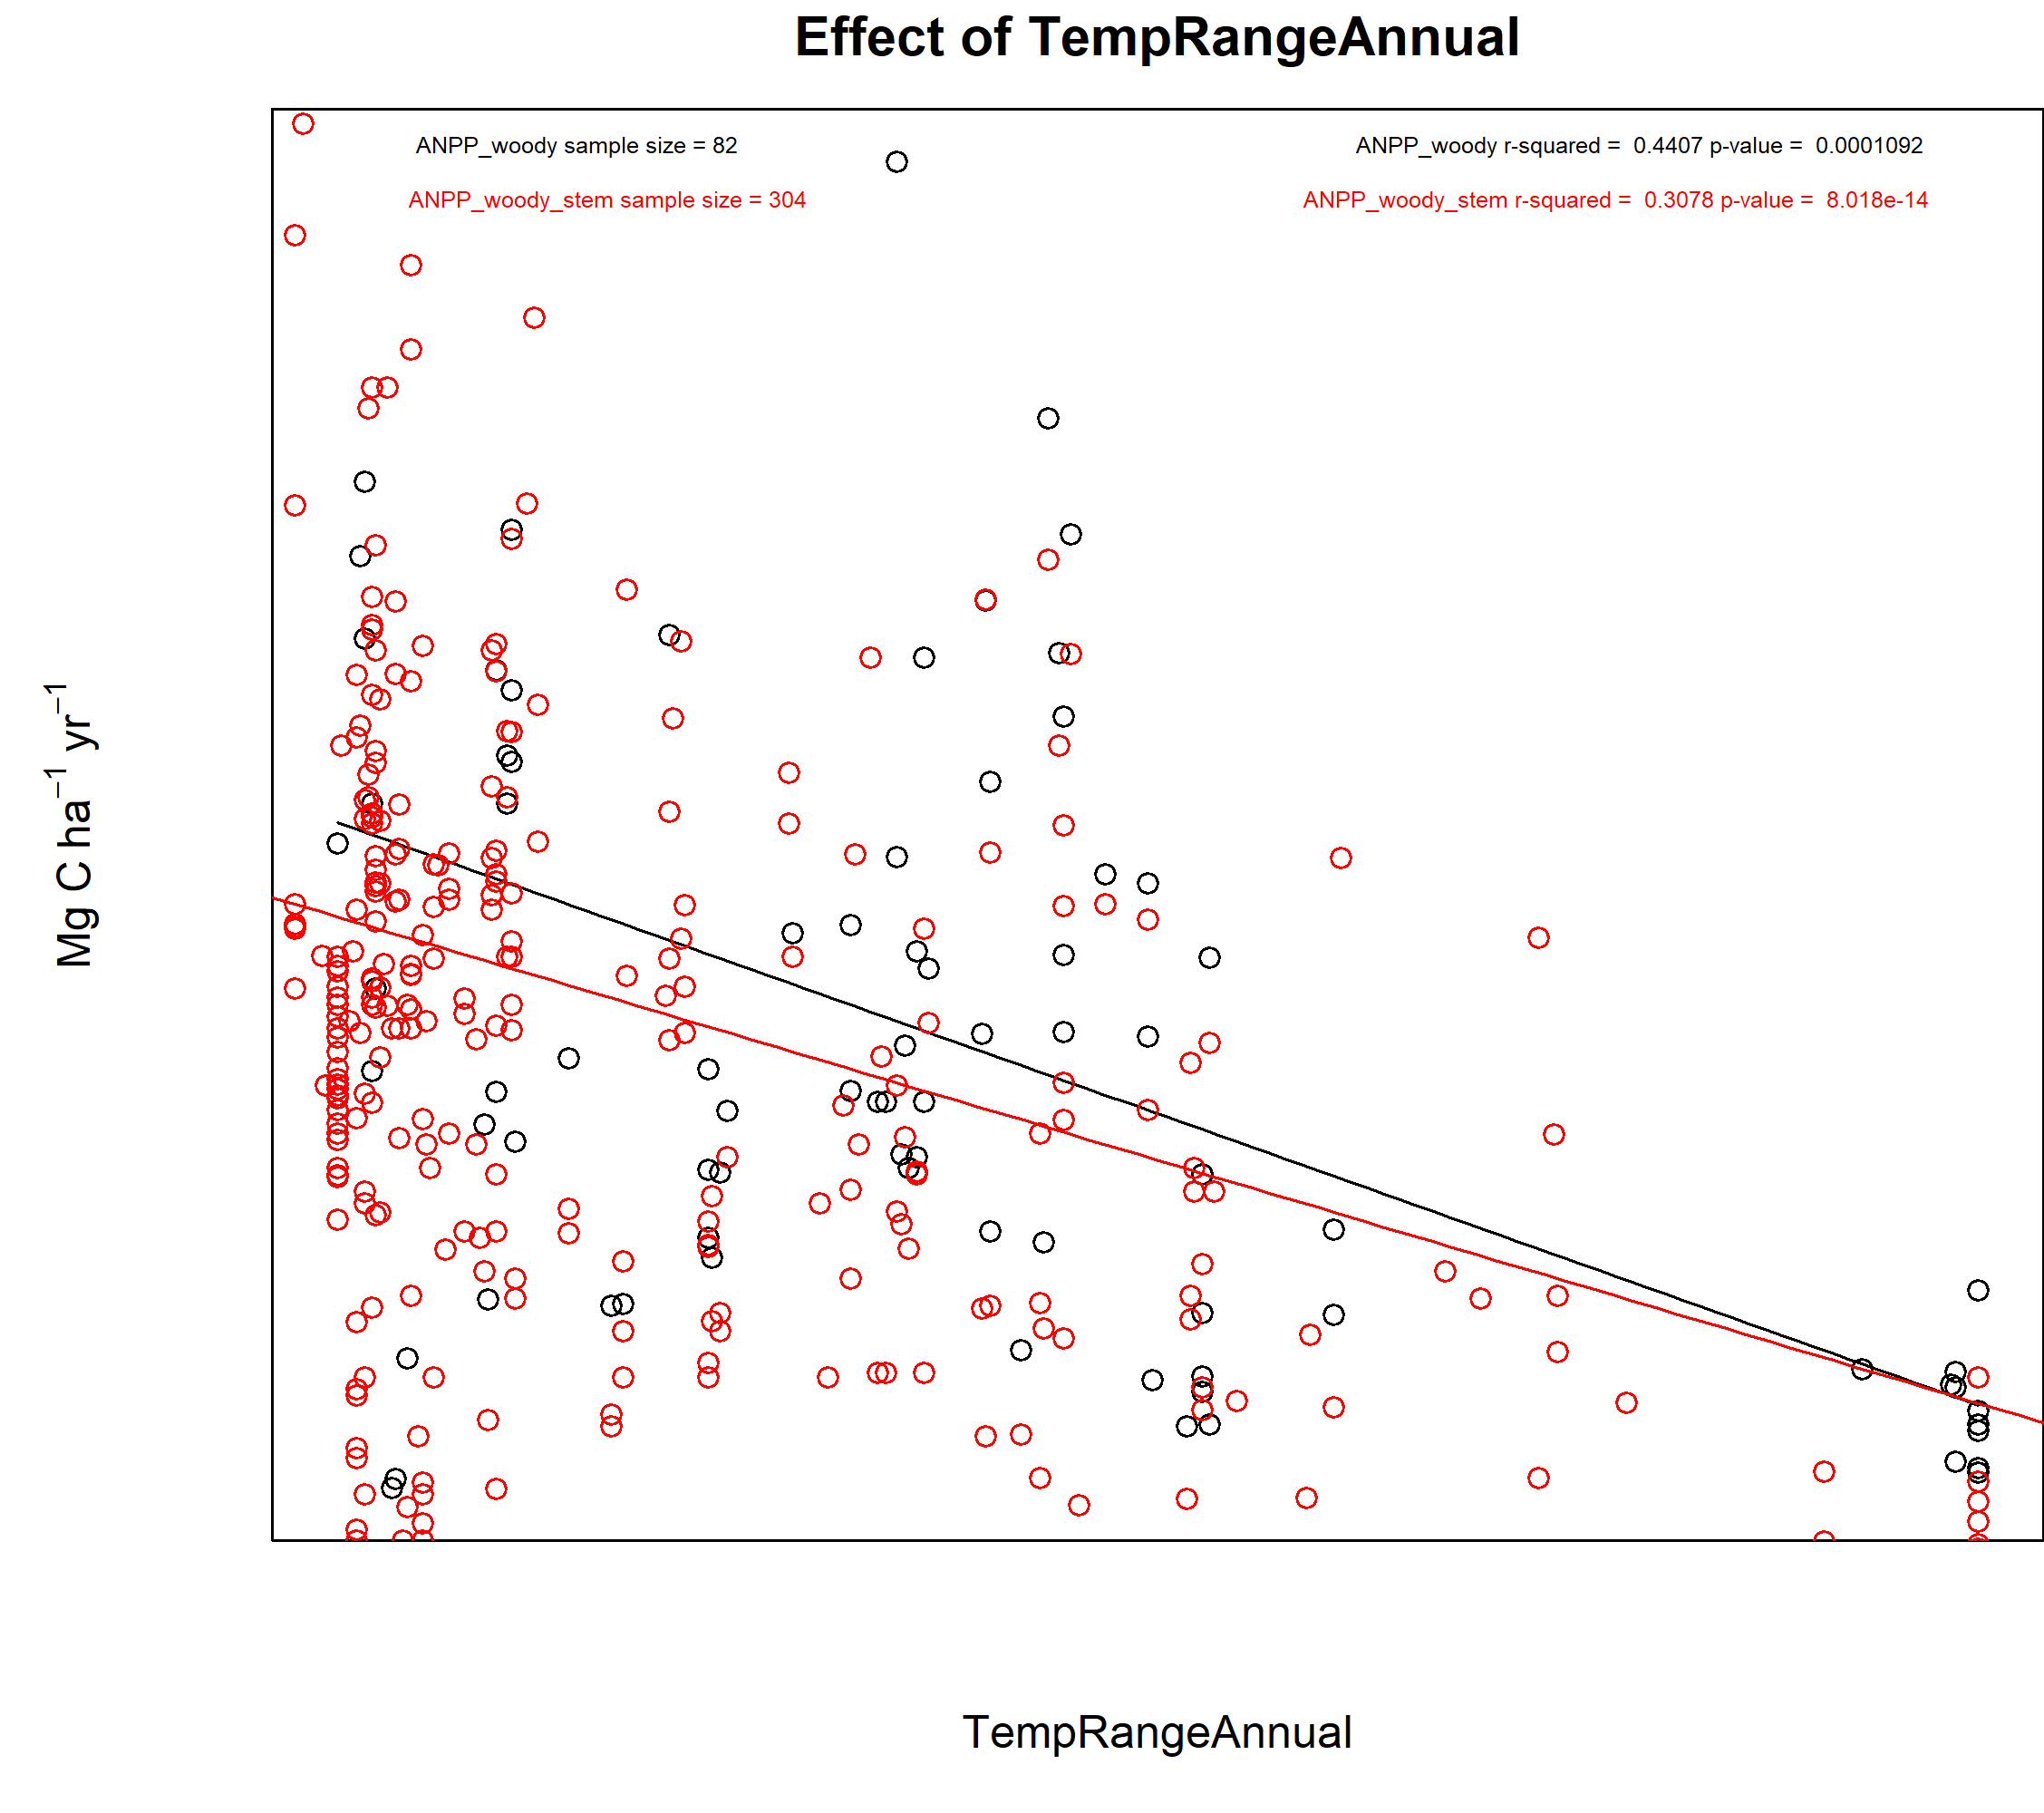 Effect of TempRangeAnnual
ANPP_woody sample size = 82
ANPP_woody r-squared =  0.4407 p-value =  0.0001092
ANPP_woody_stem sample size = 304
ANPP_woody_stem r-squared =  0.3078 p-value =  8.018e-14
Mg C ha⁻¹ yr⁻¹
TempRangeAnnual